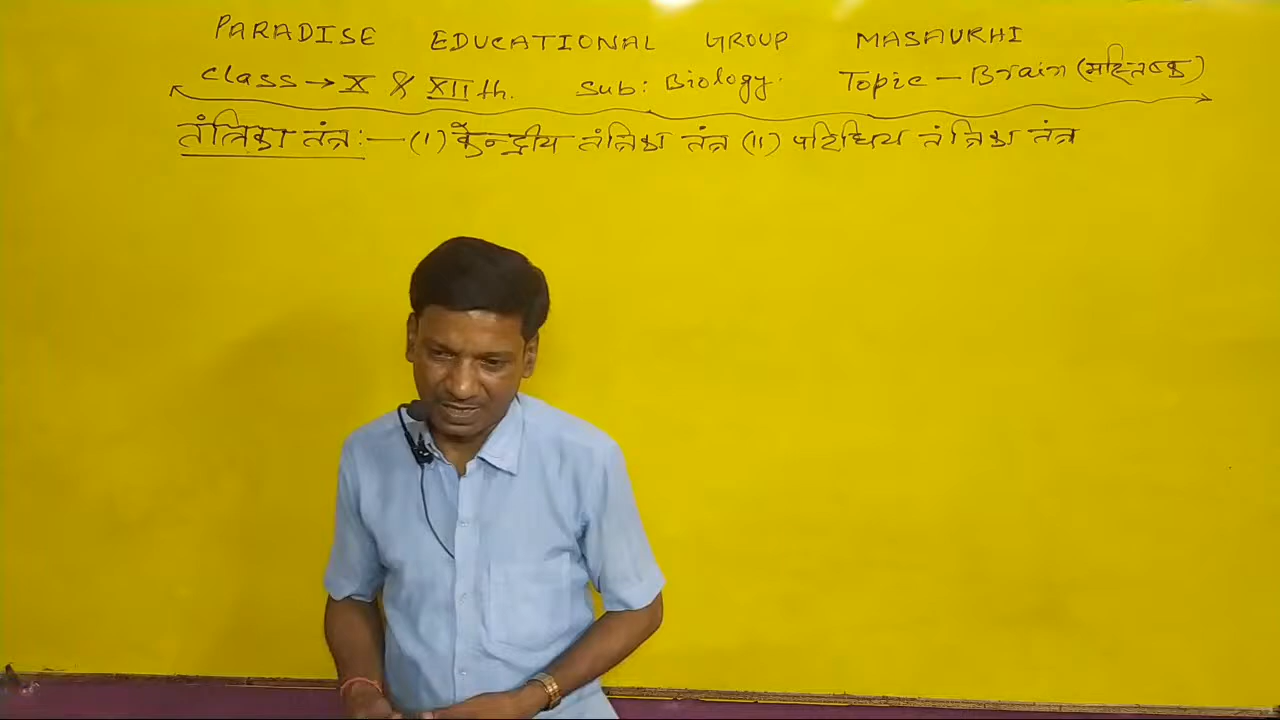 PARADISE EDUCATIONAL GROUP MASAURHI
Class → X & XIIth. Sub: Biology. Topic – Brain (मस्तिष्क)
तंत्रिका तंत्र :— (i) केन्द्रीय तंत्रिका तंत्र (ii) परिधिय तंत्रिका तंत्र